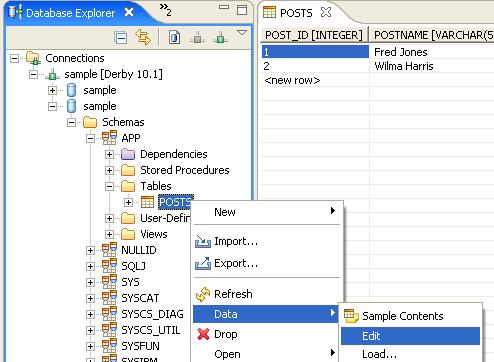 Database Explorer
2
Connections
sample [Derby 10.1]
sample
sample
Schemas
APP
Dependencies
Stored Procedures
Tables
POSTS
User-Defin
Views
NULLID
SQLJ
SYS
SYSCAT
SYSCS_DIAG
SYSCS_UTIL
SYSFUN
SYSIBM
POSTS
POST_ID [INTEGER] POSTNAME [VARCHAR(5
1 Fred Jones
2 Wilma Harris
<new row>
New
Import...
Export...
Refresh
Data
Drop
Open
Sample Contents
Edit
Load...